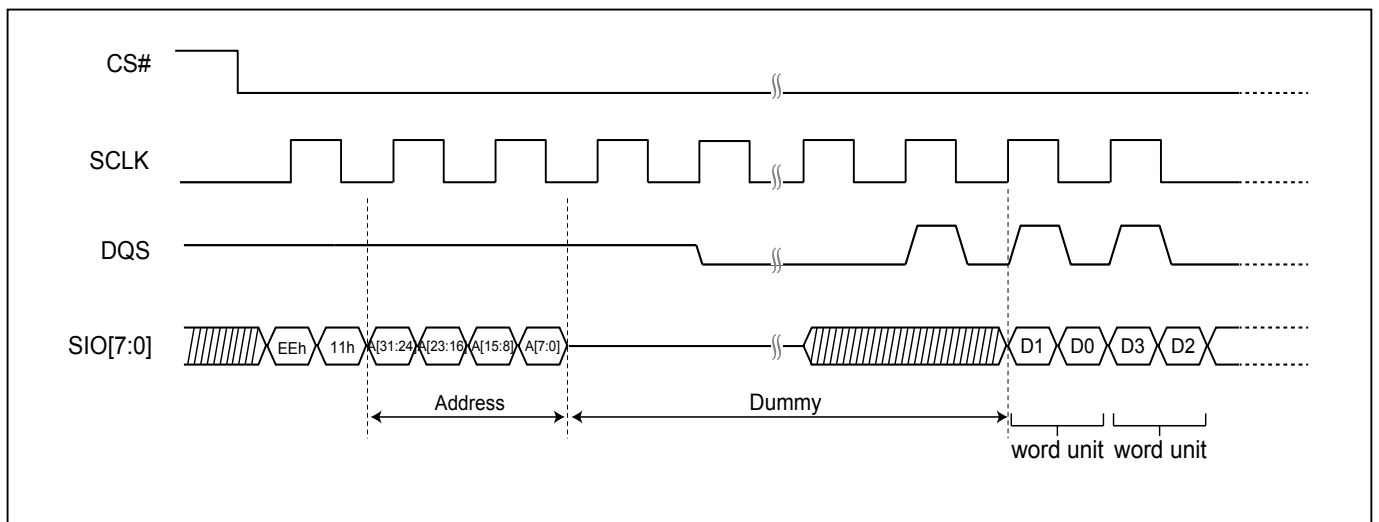 CS#
SCLK
DQS
SIO[7:0]
EEh 11h A[31:24] A[23:16] A[15:8] A[7:0] D1 D0 D3 D2
Address Dummy
word unit word unit